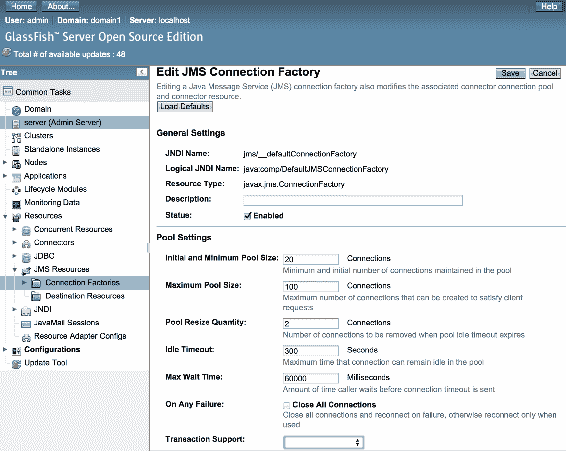 Home About... Help
User: admin Domain: domain1 Server: localhost
GlassFish™ Server Open Source Edition
Total # of available updates : 48
Tree
Common Tasks
Domain
server (Admin Server)
Clusters
Standalone Instances
Nodes
Applications
Lifecycle Modules
Monitoring Data
Resources
Concurrent Resources
Connectors
JDBC
JMS Resources
Connection Factories
Destination Resources
JNDI
JavaMail Sessions
Resource Adapter Configs
Configurations
Update Tool
Edit JMS Connection Factory Save Cancel
Editing a Java Message Service (JMS) connection factory also modifies the associated connector connection pool
and connector resource.
Load Defaults
General Settings
JNDI Name: jms/__defaultConnectionFactory
Logical JNDI Name: java:comp/DefaultJMSConnectionFactory
Resource Type: javax.jms.ConnectionFactory
Description:
Status: Enabled
Pool Settings
Initial and Minimum Pool Size: 20 Connections
Minimum and initial number of connections maintained in the pool
Maximum Pool Size: 100 Connections
Maximum number of connections that can be created to satisfy client
requests
Pool Resize Quantity: 2 Connections
Number of connections to be removed when pool idle timeout expires
Idle Timeout: 300 Seconds
Maximum time that connection can remain idle in the pool
Max Wait Time: 60000 Milliseconds
Amount of time caller waits before connection timeout is sent
On Any Failure: Close All Connections
Close all connections and reconnect on failure, otherwise reconnect only when
used
Transaction Support: